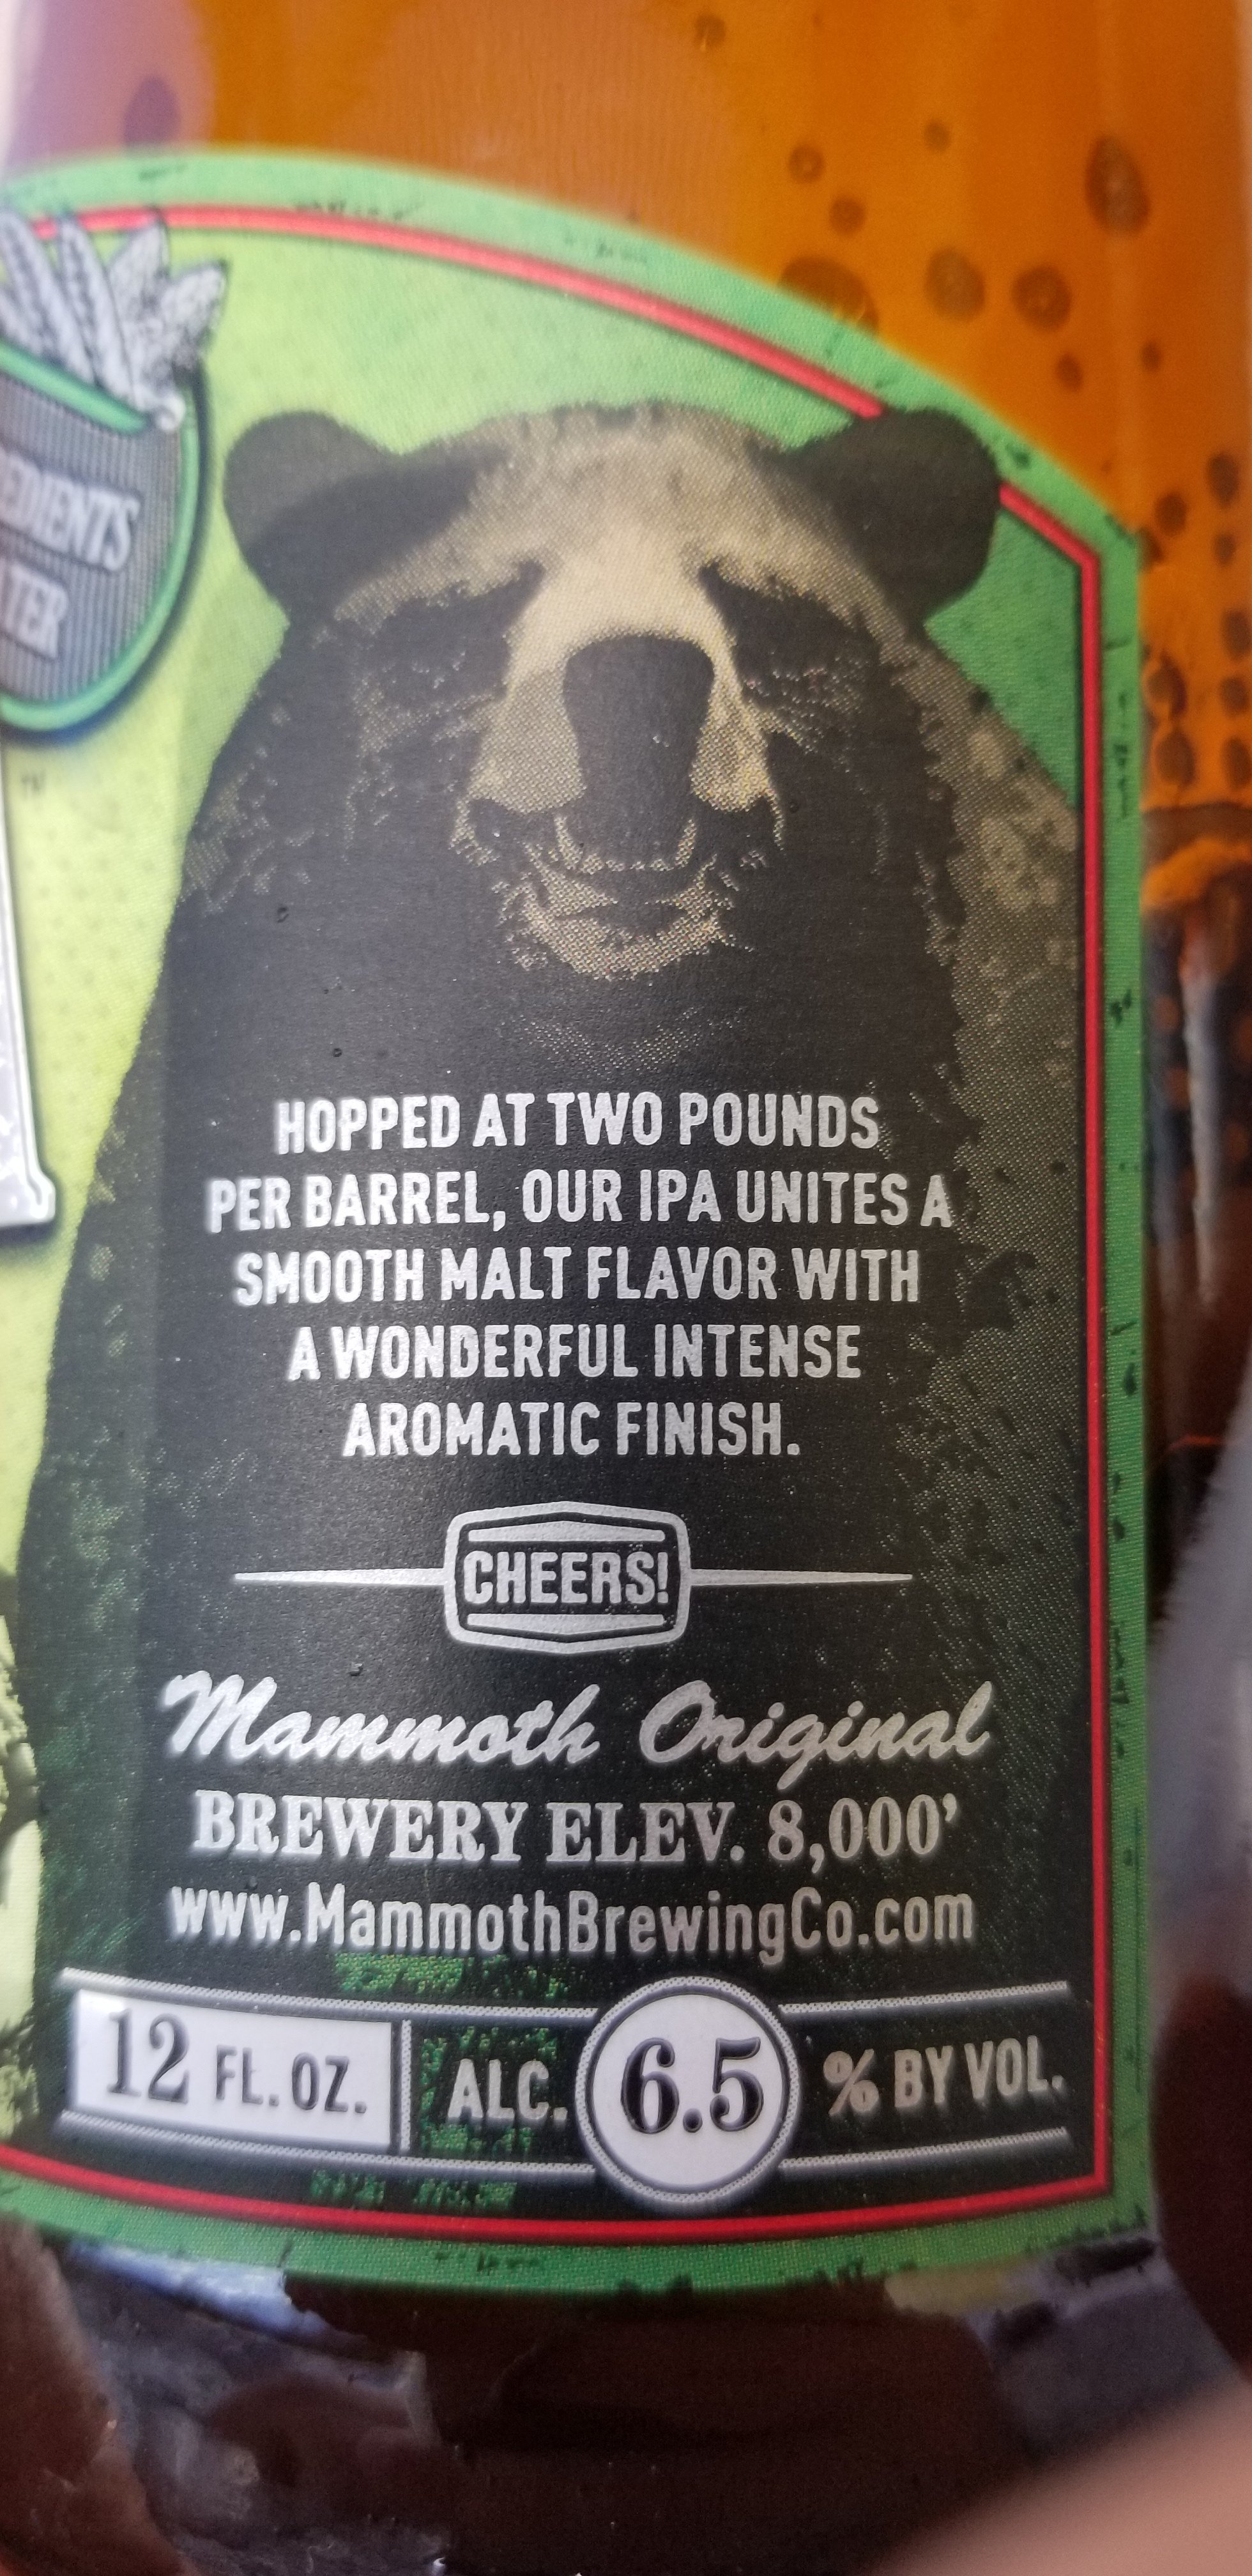 HOPPED AT TWO POUNDS
PER BARREL, OUR IPA UNITES A
SMOOTH MALT FLAVOR WITH
A WONDERFUL INTENSE
AROMATIC FINISH.
CHEERS!
Mammoth Original
BREWERY ELEV. 8,000'
www.MammothBrewingCo.com
12 FL. OZ. ALC. 6.5 % BY VOL.